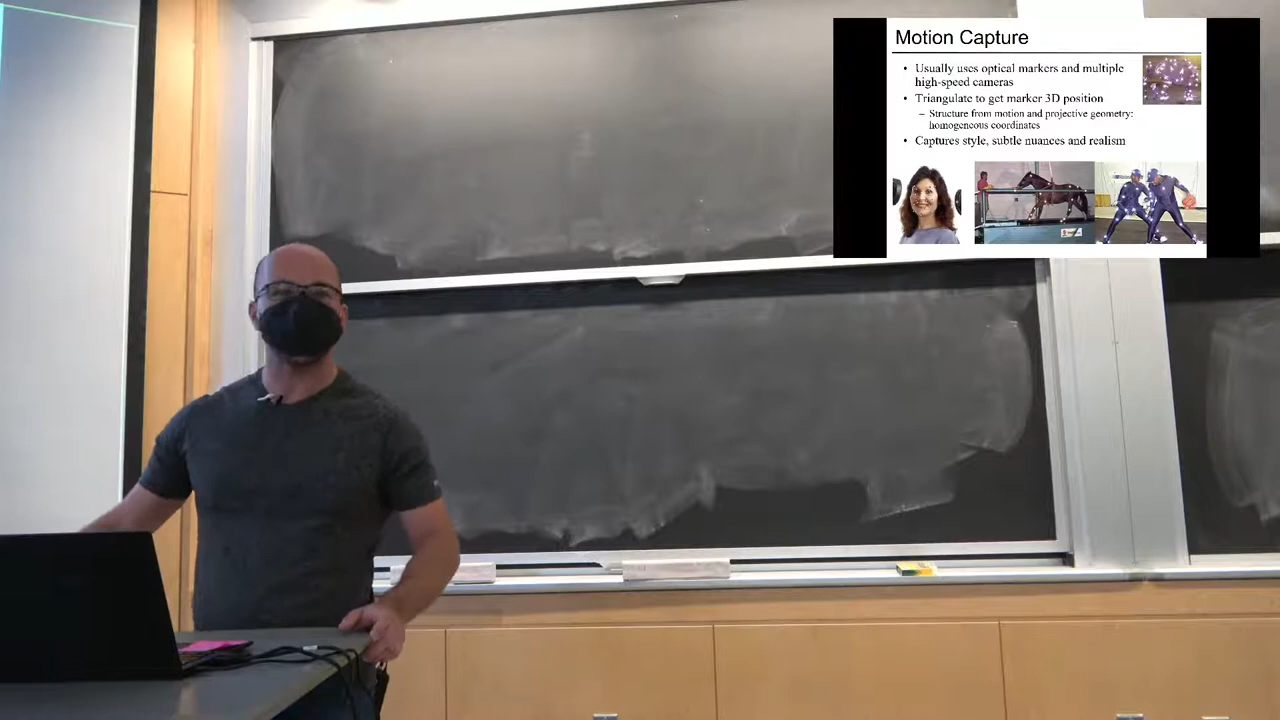 Motion Capture
• Usually uses optical markers and multiple
high-speed cameras
• Triangulate to get marker 3D position
– Structure from motion and projective geometry:
homogeneous coordinates
• Captures style, subtle nuances and realism